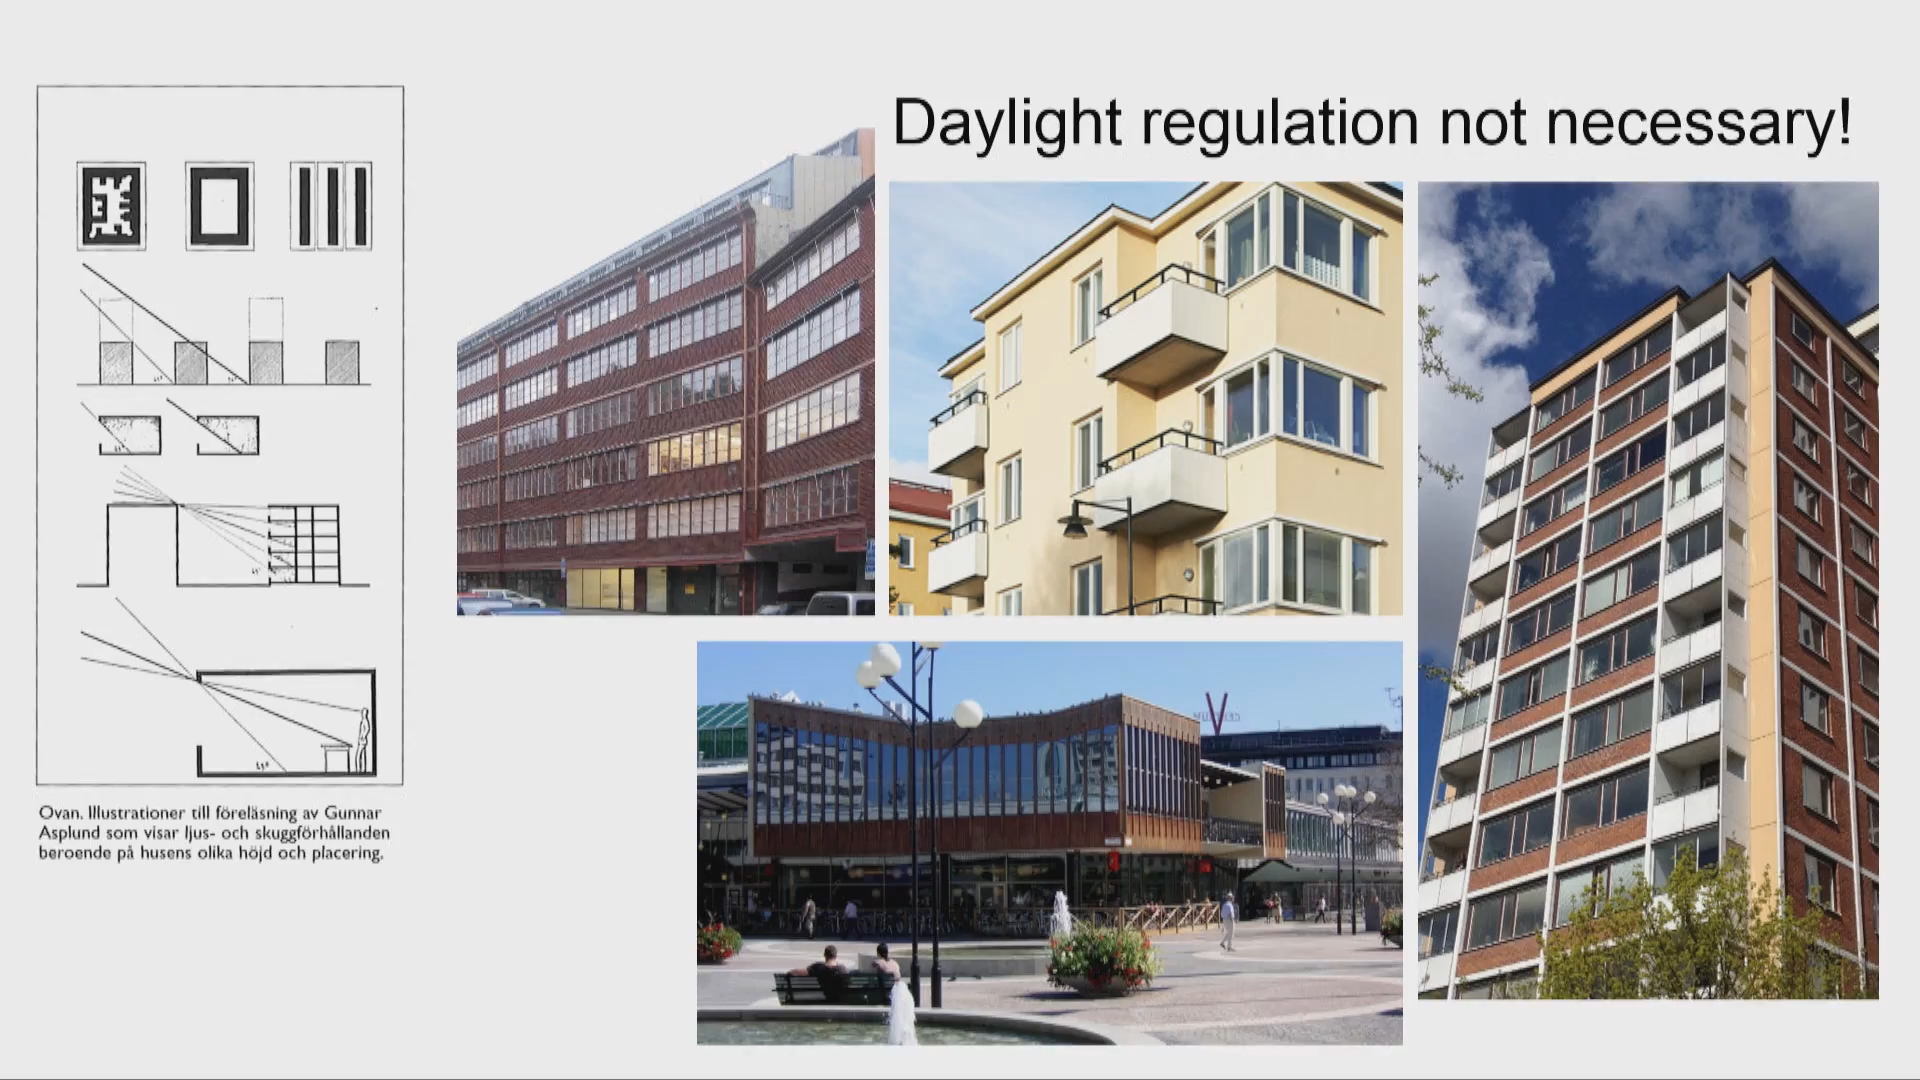 Daylight regulation not necessary!
Ovan. Illustrationer till föreläsning av Gunnar
Asplund som visar ljus- och skuggförhållanden
beroende på husens olika höjd och placering.